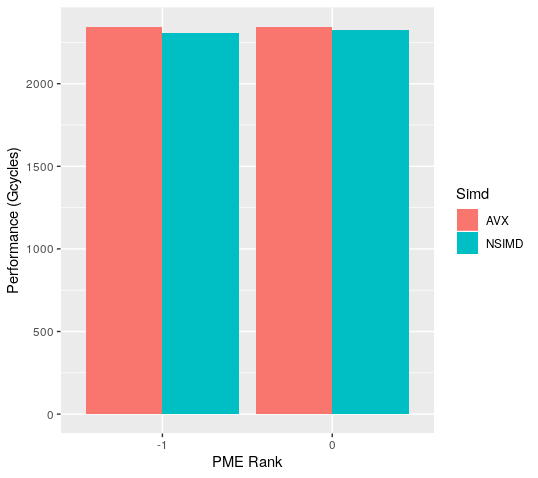 Performance (Gcycles)
2000
1500
1000
500
0
-1
0
PME Rank
Simd
AVX
NSIMD